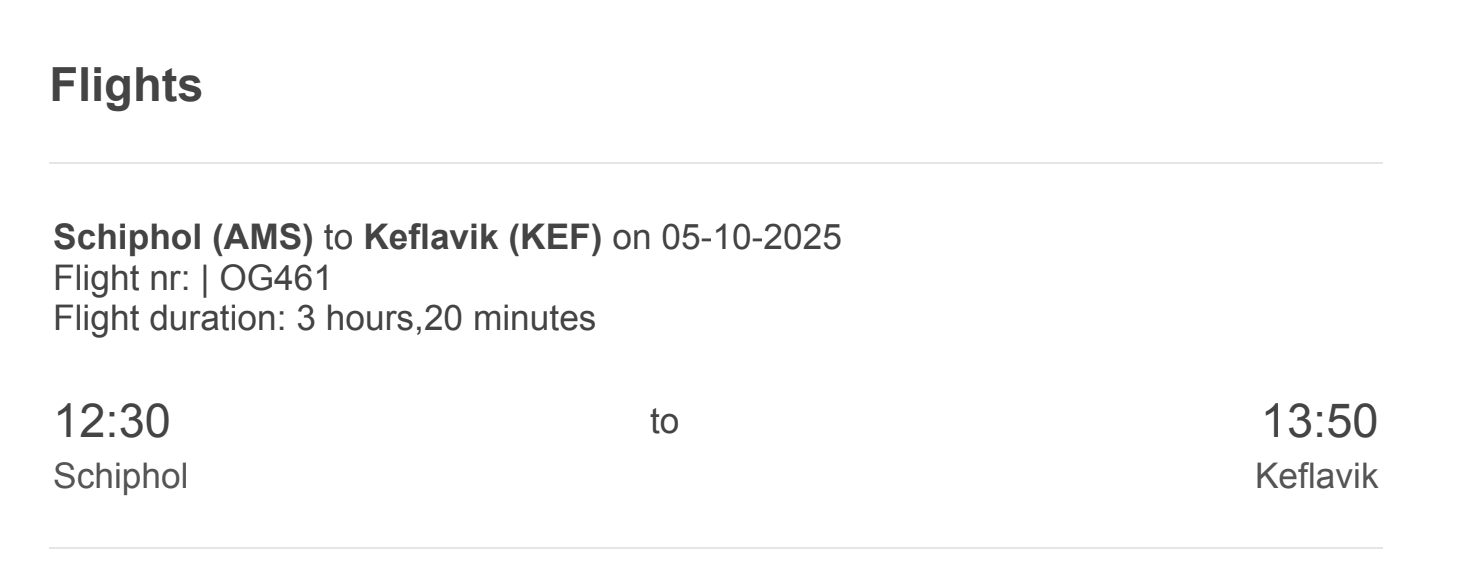 Flights
Schiphol (AMS) to Keflavik (KEF) on 05-10-2025
Flight nr: | OG461
Flight duration: 3 hours,20 minutes
12:30 to 13:50
Schiphol Keflavik